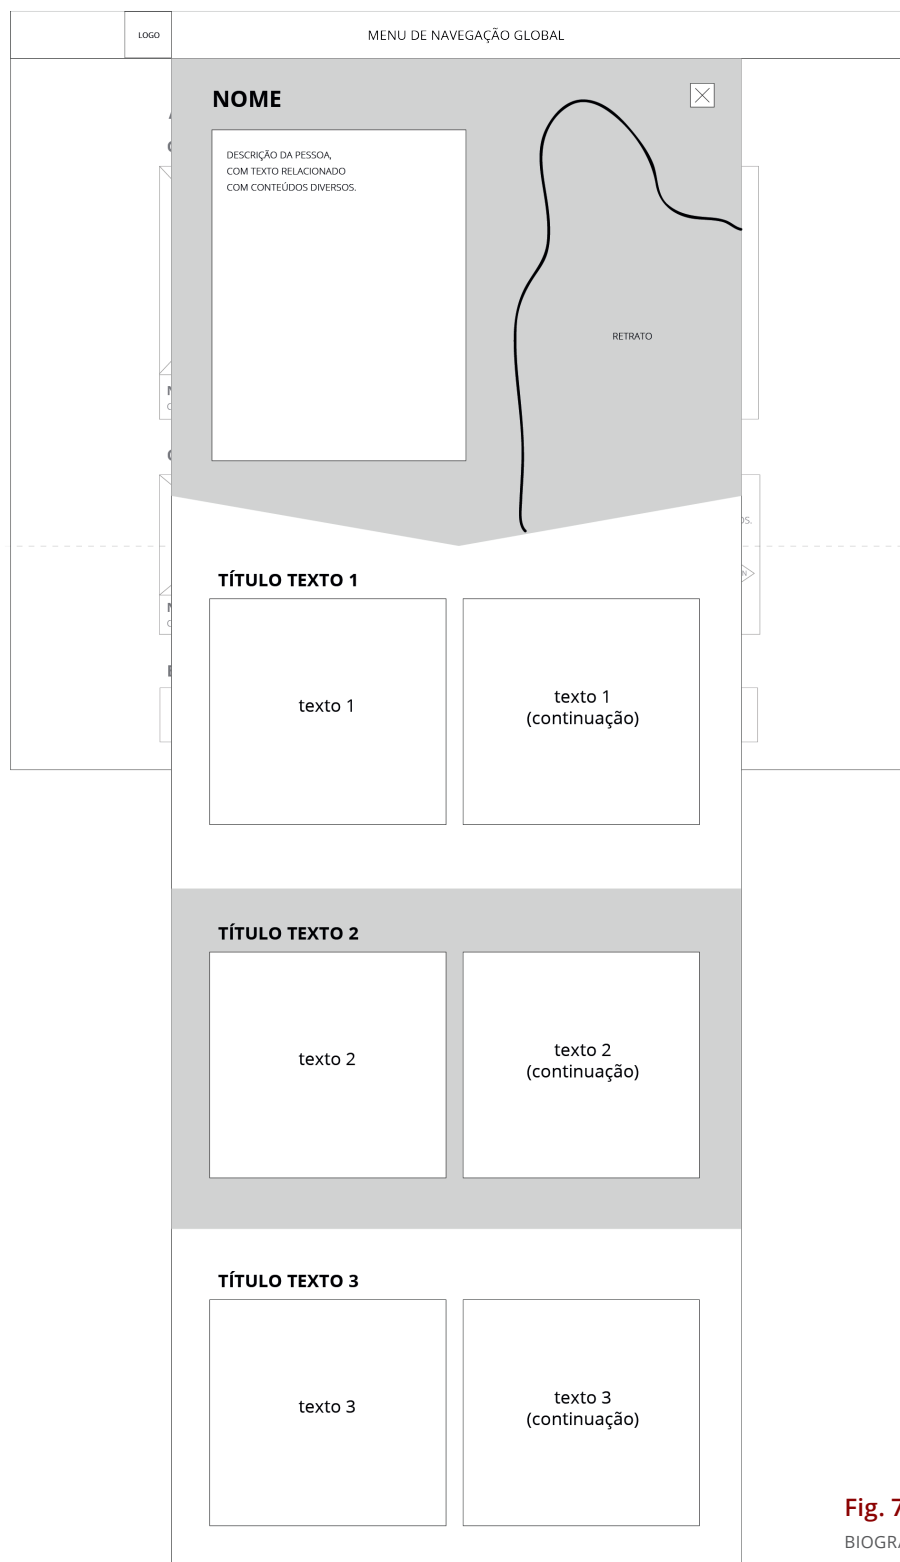 LOGO
MENU DE NAVEGAÇÃO GLOBAL
NOME
DESCRIÇÃO DA PESSOA,
COM TEXTO RELACIONADO
COM CONTEÚDOS DIVERSOS.
RETRATO
TÍTULO TEXTO 1
texto 1
texto 1
(continuação)
TÍTULO TEXTO 2
texto 2
texto 2
(continuação)
TÍTULO TEXTO 3
texto 3
texto 3
(continuação)
Fig. 7